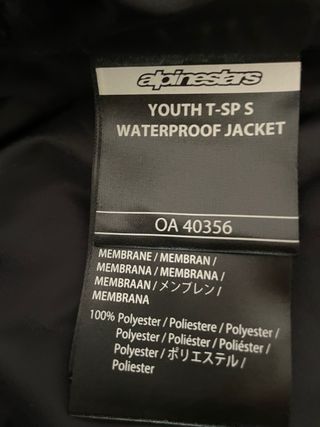 alpinestars
YOUTH T-SP S
WATERPROOF JACKET
OA 40356
MEMBRANE / MEMBRAN /
MEMBRANA / MEMBRANA /
MEMBRAAN / メンブレン /
MEMBRANA
100% Polyester / Poliestere / Polyester /
Polyester / Poliéster / Poliéster /
Polyester / ポリエステル /
Poliester